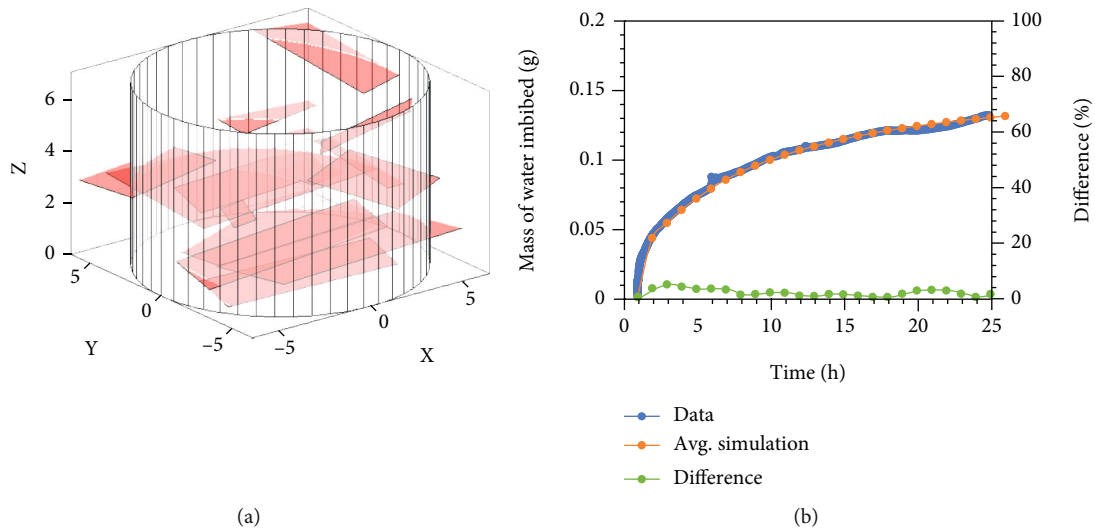 6
4
2
0
Z
5
0
−5
Y
−5
0
5
X
(a)
0.2
0.15
0.1
0.05
0
Mass of water imbibed (g)
100
80
60
40
20
0
Difference (%)
0 5 10 15 20 25
Time (h)
Data
Avg. simulation
Difference
(b)